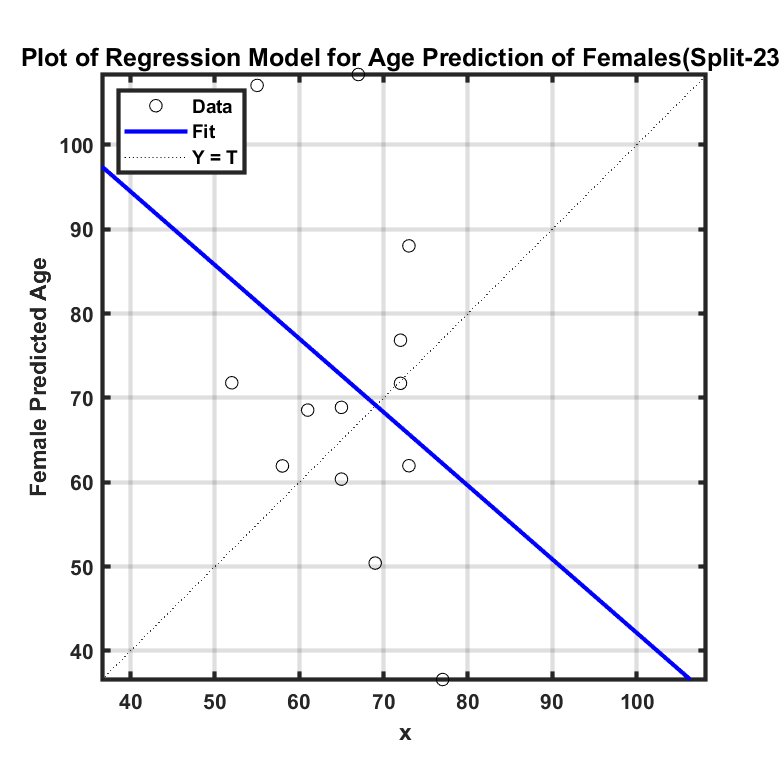 Plot of Regression Model for Age Prediction of Females(Split-23
Data
Fit
Y = T
100
90
80
70
60
50
40
Female Predicted Age
40 50 60 70 80 90 100
x